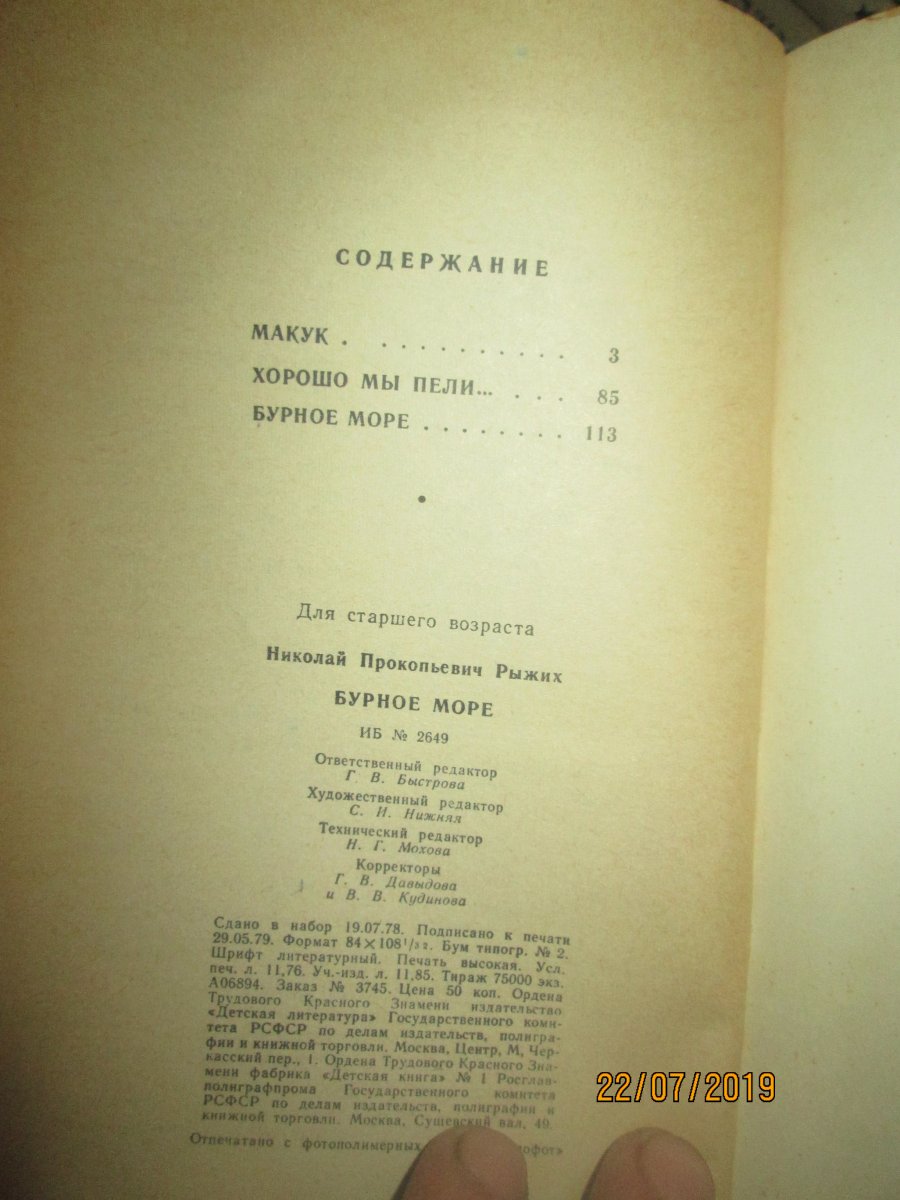 СОДЕРЖАНИЕ
МАКУК . . . . . . . . . . . 3
ХОРОШО МЫ ПЕЛИ... . . . 85
БУРНОЕ МОРЕ . . . . . . . . 113
•
Для старшего возраста
Николай Прокопьевич Рыжих
БУРНОЕ МОРЕ
ИБ № 2649
Ответственный редактор
Г. В. Быстрова
Художественный редактор
С. И. Нижняя
Технический редактор
Н. Г. Мохова
Корректоры
Г. В. Давыдова
и В. В. Кудинова
Сдано в набор 19.07.78. Подписано к печати
29.05.79. Формат 84×108¹/₃₂. Бум типогр. № 2.
Шрифт литературный. Печать высокая. Усл.
печ. л. 11,76. Уч.-изд. л. 11,85. Тираж 75000 экз.
А06894. Заказ № 3745. Цена 50 коп. Ордена
Трудового Красного Знамени издательство
«Детская литература» Государственного коми-
тета РСФСР по делам издательств, полигра-
фии и книжной торговли. Москва, Центр, М, Чер-
касский пер., 1. Ордена Трудового Красного Зна-
мени фабрика «Детская книга» № 1 Росглав-
полиграфпрома Государственного комитета
РСФСР по делам издательств, полиграфии и
книжной торговли. Москва, Сущевский вал, 49.
Отпечатано с фотополимерных
22/07/2019